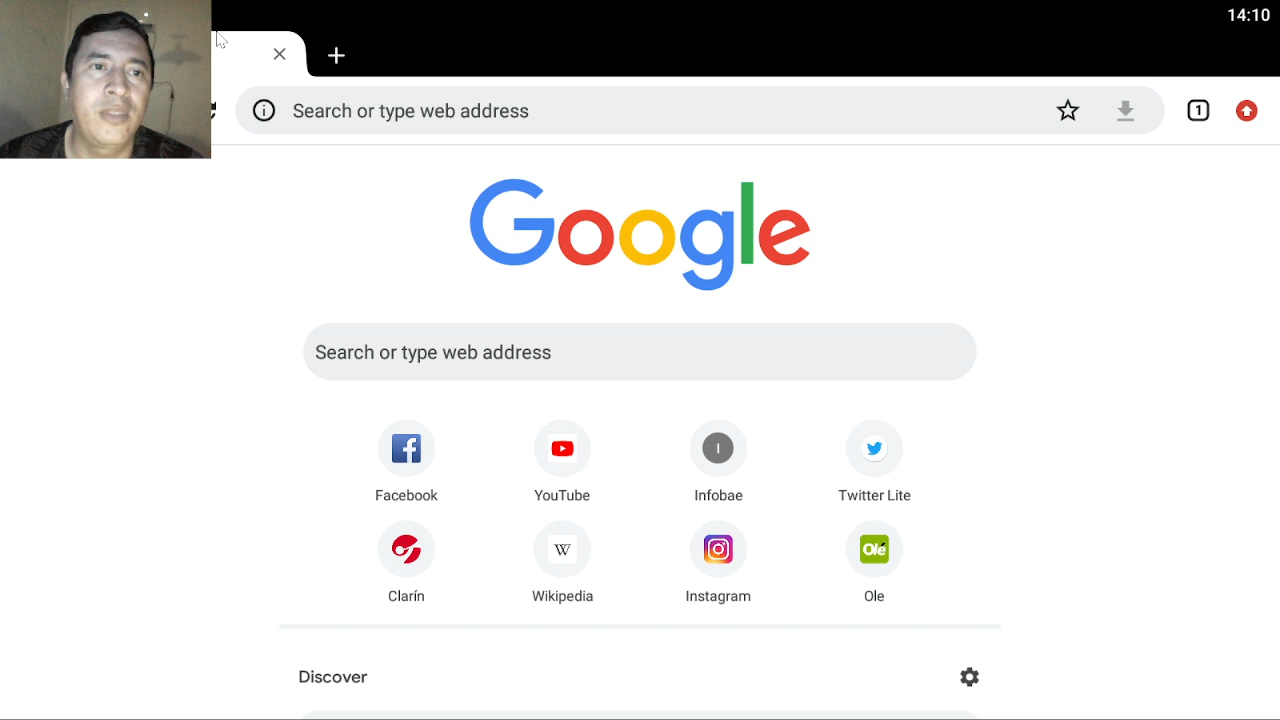 14:10
Search or type web address
1
Google
Search or type web address
f
I
Facebook
YouTube
Infobae
Twitter Lite
W
Olé
Clarín
Wikipedia
Instagram
Ole
Discover